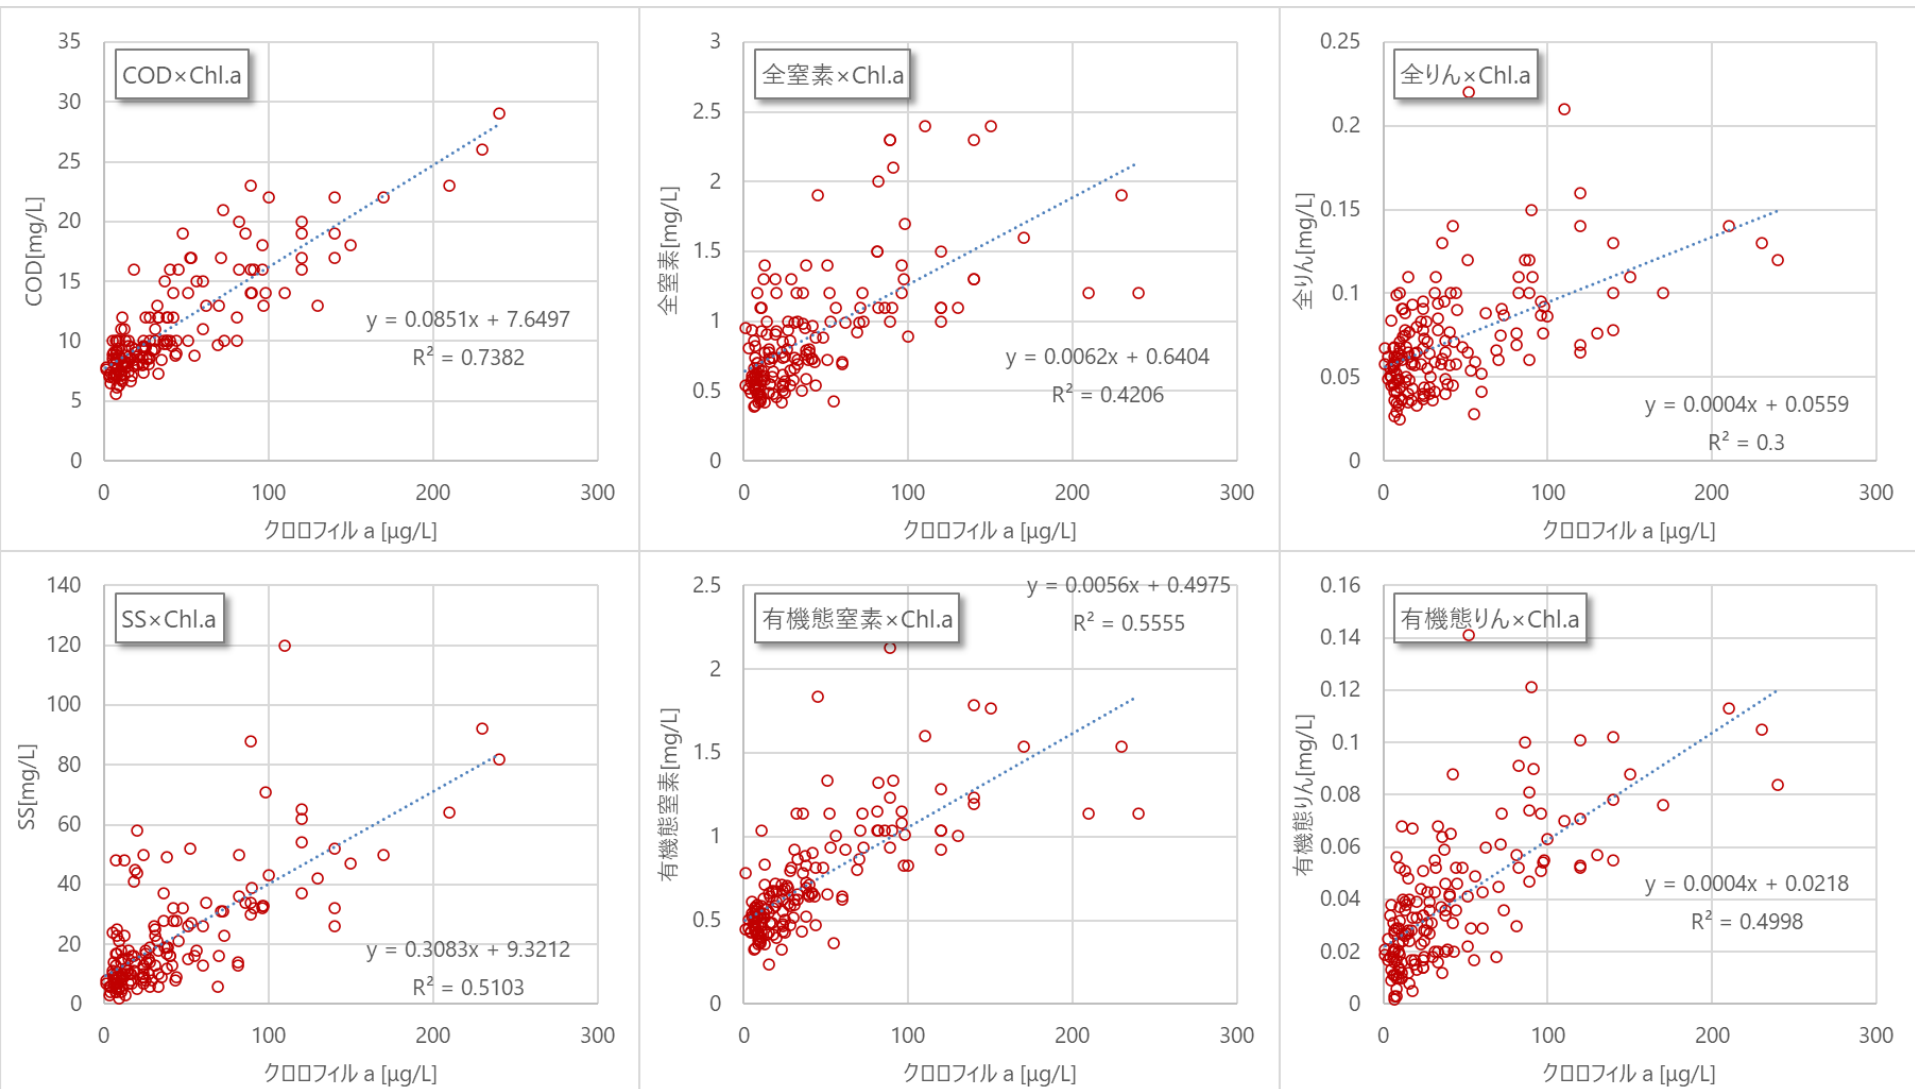 COD×Chl.a
35
30
25
20
15
10
5
0
COD[mg/L]
y = 0.0851x + 7.6497
R² = 0.7382
0 100 200 300
クロロフィル a [μg/L]
全窒素×Chl.a
3
2.5
2
1.5
1
0.5
0
全窒素[mg/L]
y = 0.0062x + 0.6404
R² = 0.4206
0 100 200 300
クロロフィル a [μg/L]
全りん×Chl.a
0.25
0.2
0.15
0.1
0.05
0
全りん[mg/L]
y = 0.0004x + 0.0559
R² = 0.3
0 100 200 300
クロロフィル a [μg/L]
SS×Chl.a
140
120
100
80
60
40
20
0
SS[mg/L]
y = 0.3083x + 9.3212
R² = 0.5103
0 100 200 300
クロロフィル a [μg/L]
有機態窒素×Chl.a
y = 0.0056x + 0.4975
R² = 0.5555
2.5
2
1.5
1
0.5
0
有機態窒素[mg/L]
0 100 200 300
クロロフィル a [μg/L]
有機態りん×Chl.a
0.16
0.14
0.12
0.1
0.08
0.06
0.04
0.02
0
有機態りん[mg/L]
y = 0.0004x + 0.0218
R² = 0.4998
0 100 200 300
クロロフィル a [μg/L]